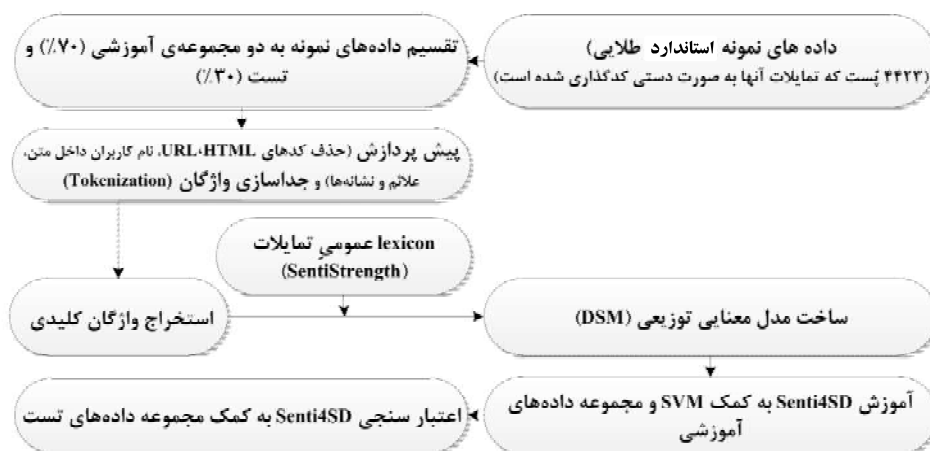 داده های نمونه استاندارد طلایی)
(۴۴۲۳ پُست که تمایلات آنها به صورت دستی کدگذاری شده است)
تقسیم داده‌های نمونه به دو مجموعه‌ی آموزشی (۷۰٪) و
تست (۳۰٪)
پیش پردازش (حذف کدهای URL،HTML، نام کاربران داخل متن،
علائم و نشانه‌ها) و جداسازی واژگان (Tokenization)
lexicon عمومیِ تمایلات
(SentiStrength)
استخراج واژگان کلیدی
ساخت مدل معنایی توزیعی (DSM)
آموزش Senti4SD به کمک SVM و مجموعه داده‌های
آموزشی
اعتبار سنجی Senti4SD به کمک مجموعه داده‌های تست